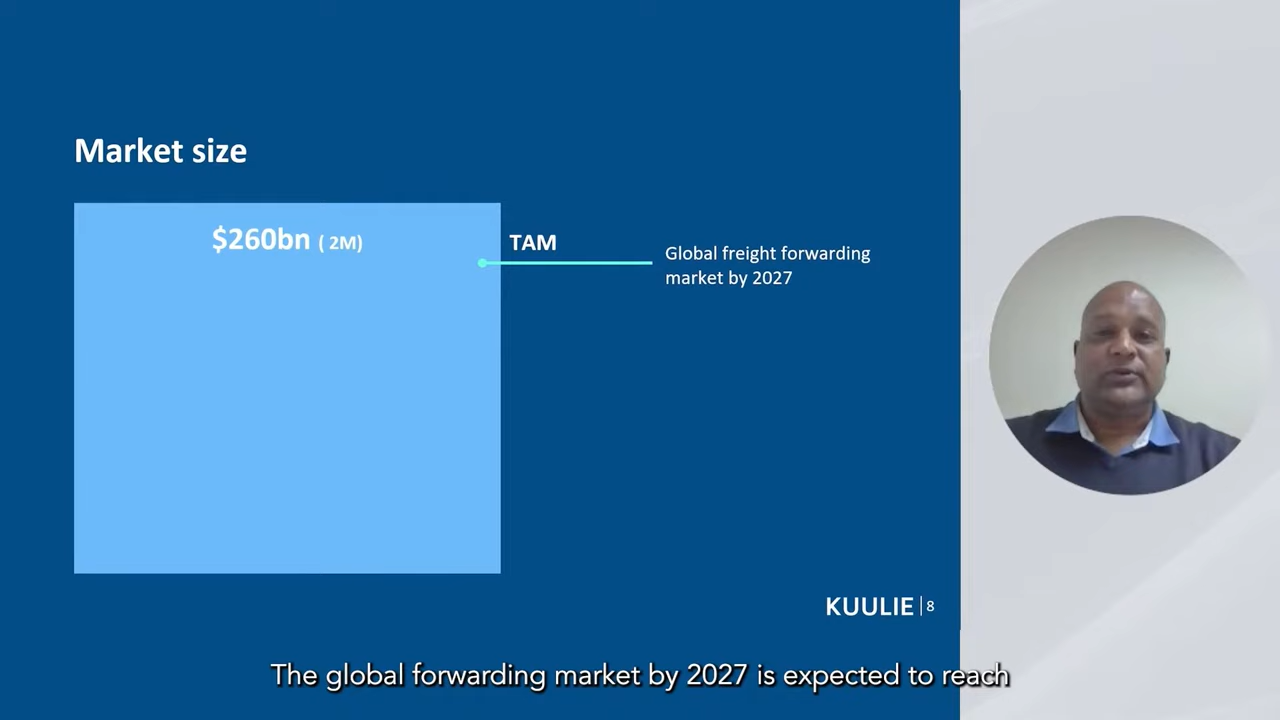 Market size
$260bn ( 2M)
TAM
Global freight forwarding
market by 2027
KUULIE | 8
The global forwarding market by 2027 is expected to reach